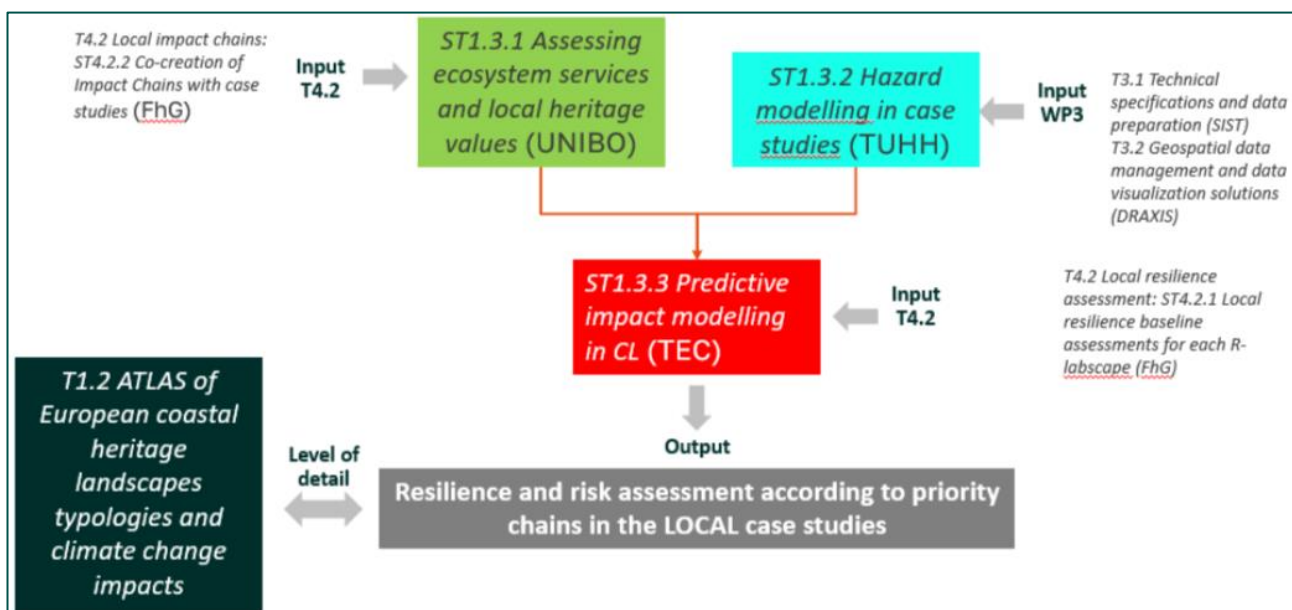 T4.2 Local impact chains:
ST4.2.2 Co-creation of
Impact Chains with case
studies (FhG)
Input
T4.2
ST1.3.1 Assessing
ecosystem services
and local heritage
values (UNIBO)
ST1.3.2 Hazard
modelling in case
studies (TUHH)
Input
WP3
T3.1 Technical
specifications and data
preparation (SIST)
T3.2 Geospatial data
management and data
visualization solutions
(DRAXIS)
ST1.3.3 Predictive
impact modelling
in CL (TEC)
Input
T4.2
T4.2 Local resilience
assessment: ST4.2.1 Local
resilience baseline
assessments for each R-
labscape (FhG)
T1.2 ATLAS of
European coastal
heritage
landscapes
typologies and
climate change
impacts
Level of
detail
Output
Resilience and risk assessment according to priority
chains in the LOCAL case studies